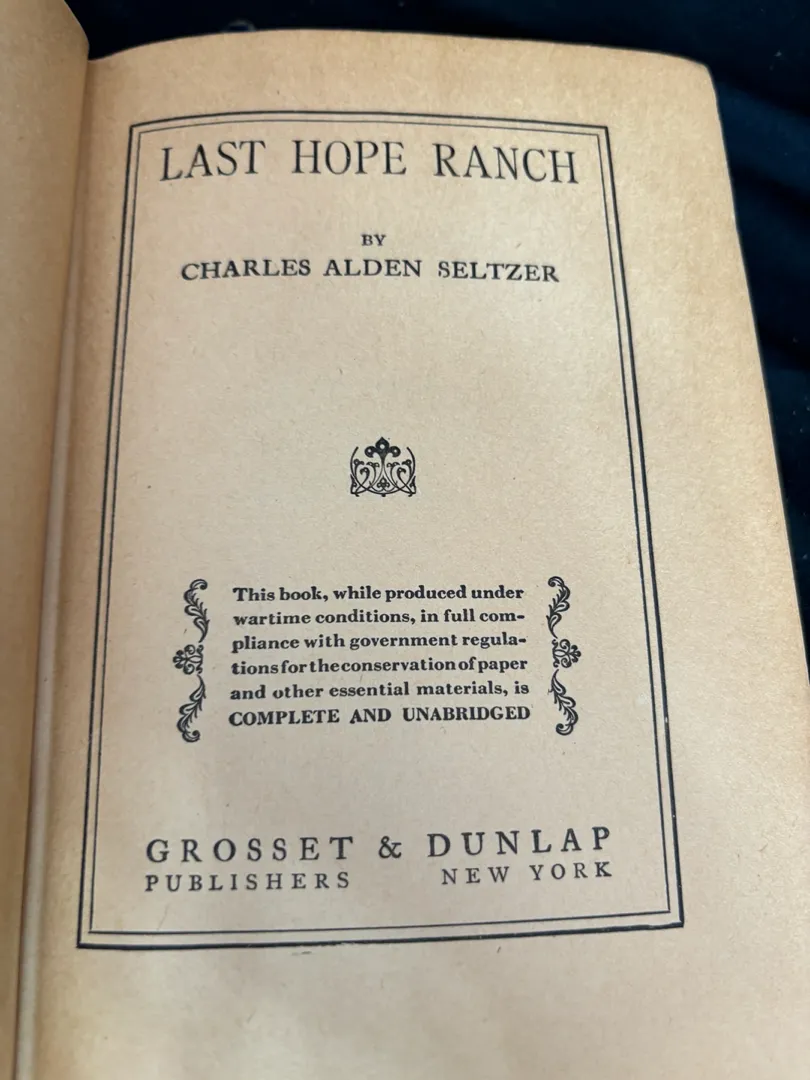 LAST HOPE RANCH
BY
CHARLES ALDEN SELTZER
This book, while produced under
wartime conditions, in full com-
pliance with government regula-
tions for the conservation of paper
and other essential materials, is
COMPLETE AND UNABRIDGED
GROSSET & DUNLAP
PUBLISHERS NEW YORK